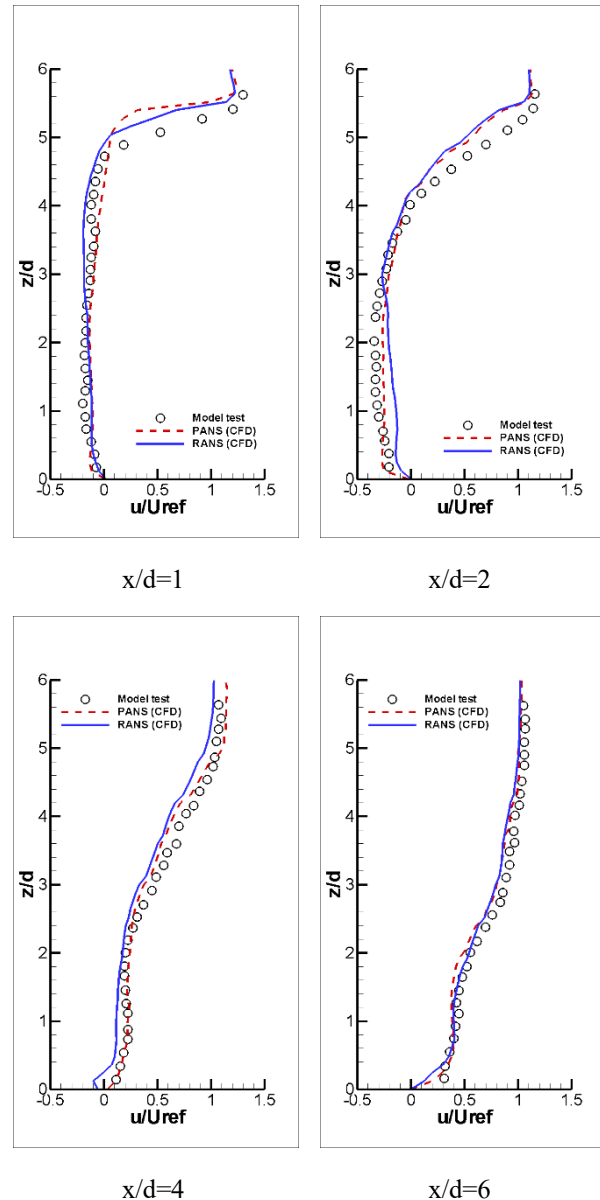 6
5
4
3
2
1
0
z/d
Model test
PANS (CFD)
RANS (CFD)
-0.5 0 0.5 1 1.5
u/Uref
x/d=1
6
5
4
3
2
1
0
z/d
Model test
PANS (CFD)
RANS (CFD)
-0.5 0 0.5 1 1.5
u/Uref
x/d=2
6
5
4
3
2
1
0
z/d
Model test
PANS (CFD)
RANS (CFD)
-0.5 0 0.5 1 1.5
u/Uref
x/d=4
6
5
4
3
2
1
0
z/d
Model test
PANS (CFD)
RANS (CFD)
-0.5 0 0.5 1 1.5
u/Uref
x/d=6